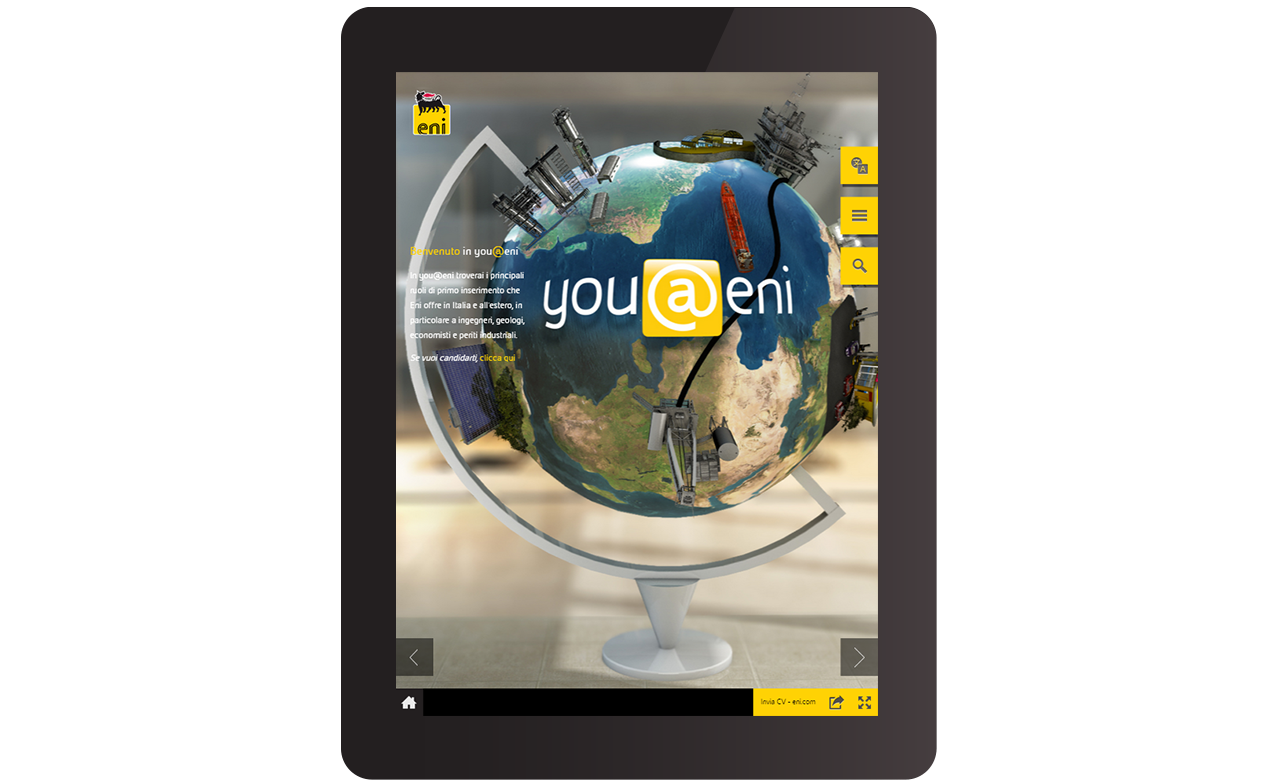 eni
A
Benvenuto in you@eni
In you@eni troverai i principali
ruoli di primo inserimento che
Eni offre in Italia e all'estero, in
particolare a ingegneri, geologi,
economisti e periti industriali.
Se vuoi candidarti, clicca qui
you@eni
Invia CV - eni.com